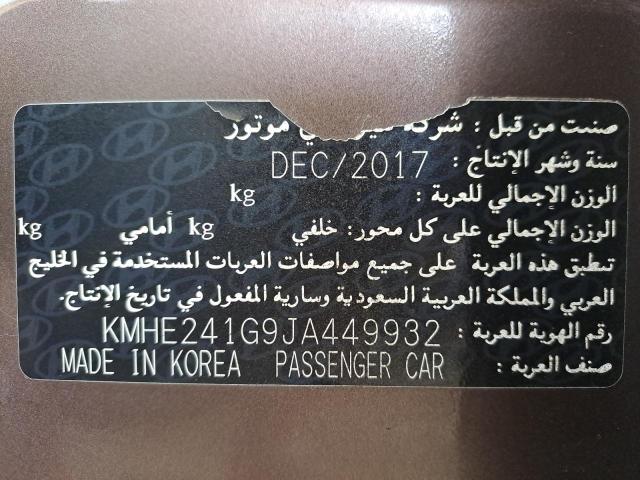 صنعت من قبل : شركة موتور
سنة وشهر الإنتاج : DEC/2017
الوزن الإجمالي للعربة : kg
الوزن الإجمالي على كل محور: خلفي kg أمامي kg
تنطبق هذه العربة على جميع مواصفات العربات المستخدمة في الخليج
العربي والمملكة العربية السعودية وسارية المفعول في تاريخ الإنتاج.
رقم الهوية للعربة : KMHE241G9JA449932
صنف العربة : PASSENGER CAR MADE IN KOREA